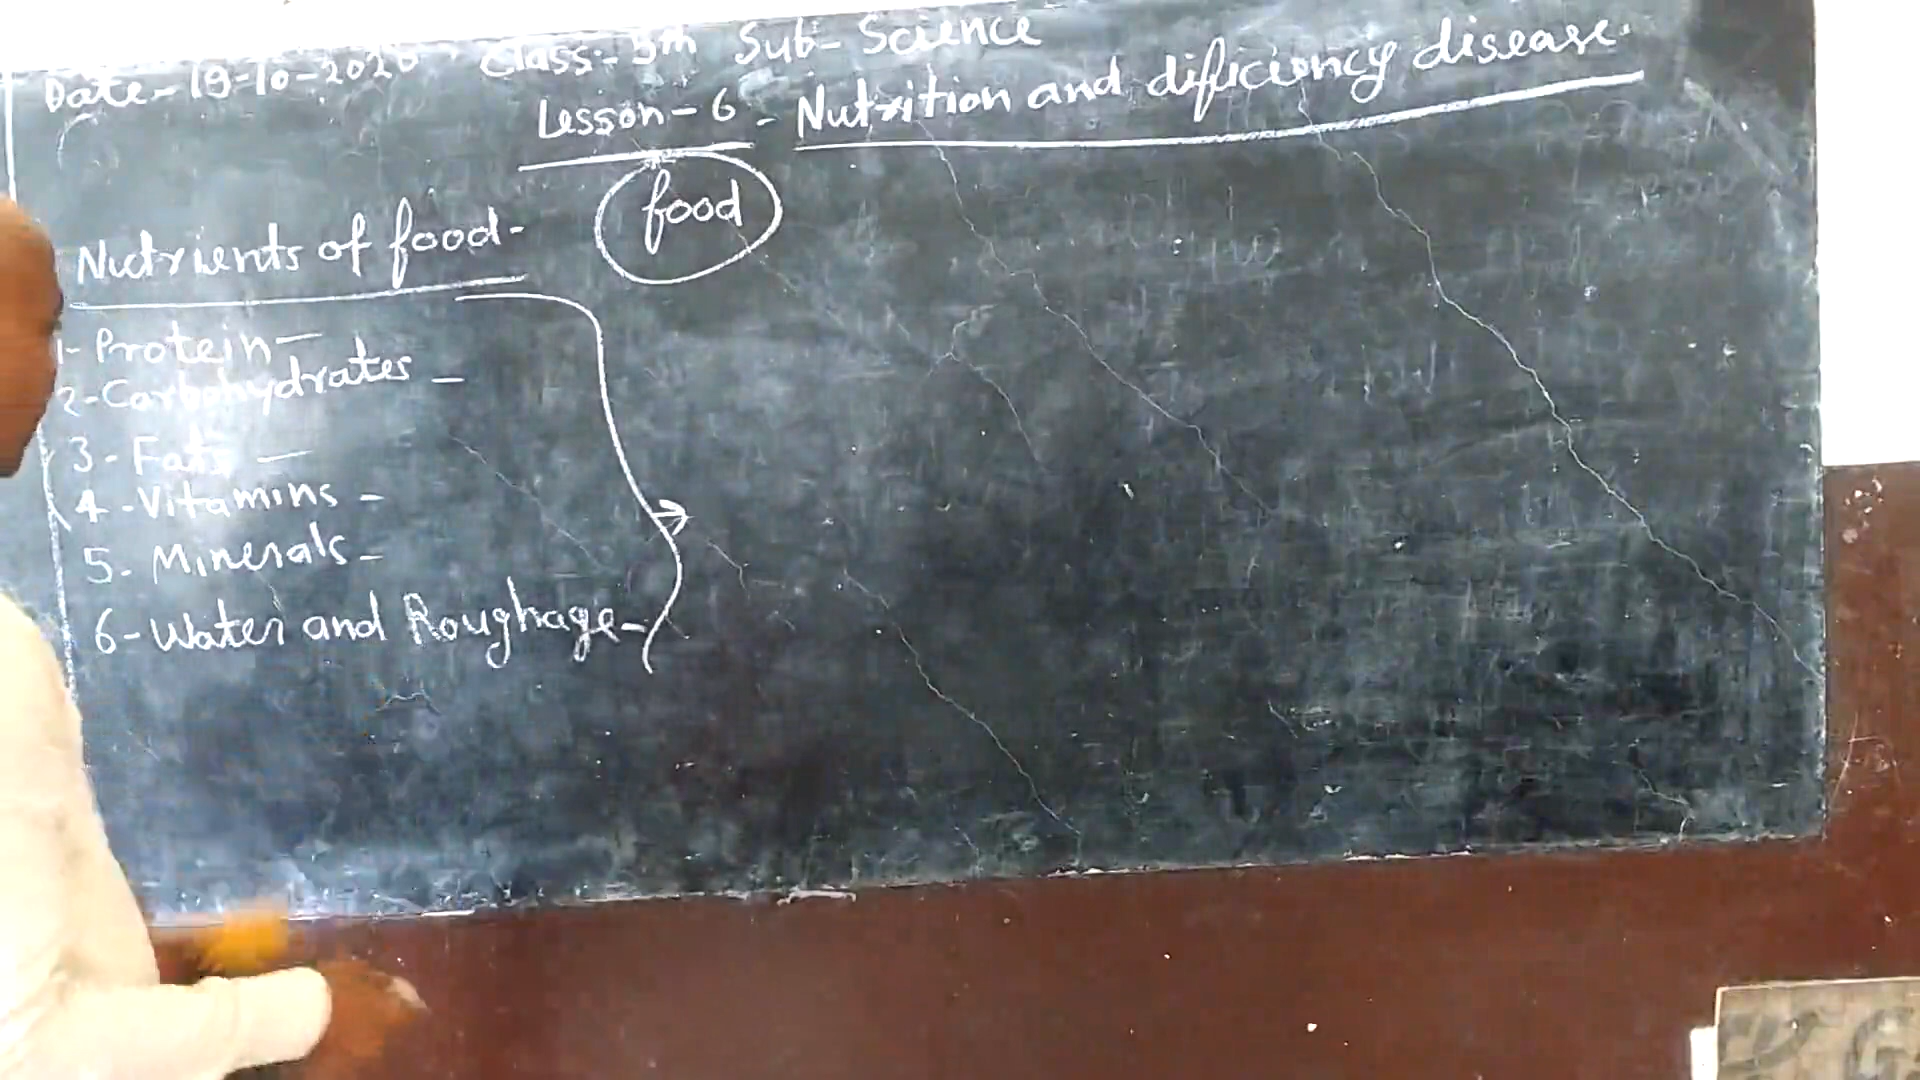 Date-19-10-2020 Class:-5th Sub-Science
Lesson-6 - Nutrition and dificiency disease.
food
Nutrients of food-
1- Protein-
2-Carbohydrates -
3- Fats -
4-Vitamins -
5- Minerals-
6-Water and Roughage-